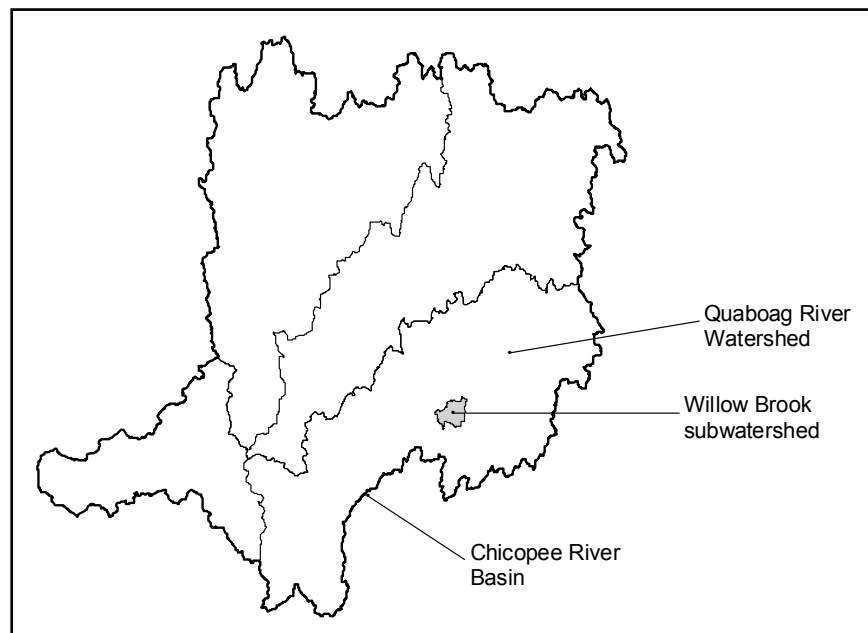 Quaboag River
Watershed
Willow Brook
subwatershed
Chicopee River
Basin